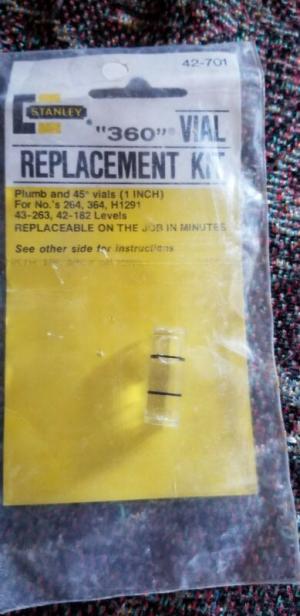 42-701
STANLEY
® "360"® VIAL
REPLACEMENT KIT
Plumb and 45° vials (1 INCH)
For No.'s 264, 364, H1291
43-263, 42-182 Levels
REPLACEABLE ON THE JOB IN MINUTES
See other side for instructions